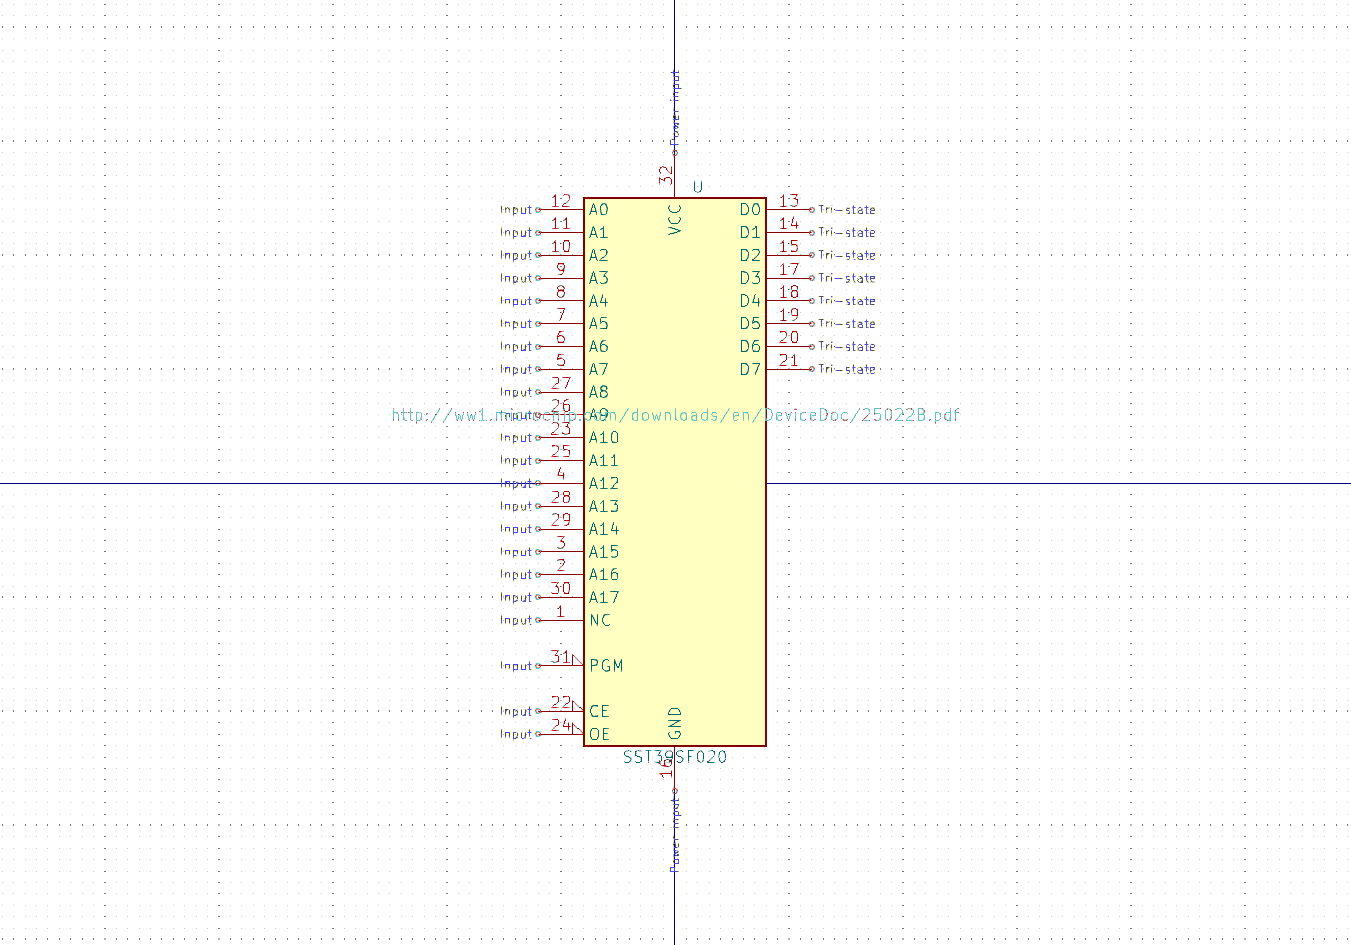 Power input
32
U
VCC
Input 12 A0 D0 13 Tri-state
Input 11 A1 D1 14 Tri-state
Input 10 A2 D2 15 Tri-state
Input 9 A3 D3 17 Tri-state
Input 8 A4 D4 18 Tri-state
Input 7 A5 D5 19 Tri-state
Input 6 A6 D6 20 Tri-state
Input 5 A7 D7 21 Tri-state
Input 27 A8
Input 26 A9
http://ww1.microchip.com/downloads/en/DeviceDoc/25022B.pdf
Input 23 A10
Input 25 A11
Input 4 A12
Input 28 A13
Input 29 A14
Input 3 A15
Input 2 A16
Input 30 A17
Input 1 NC
Input 31 PGM
Input 22 CE
Input 24 OE
GND
SST39SF020
16
Power input